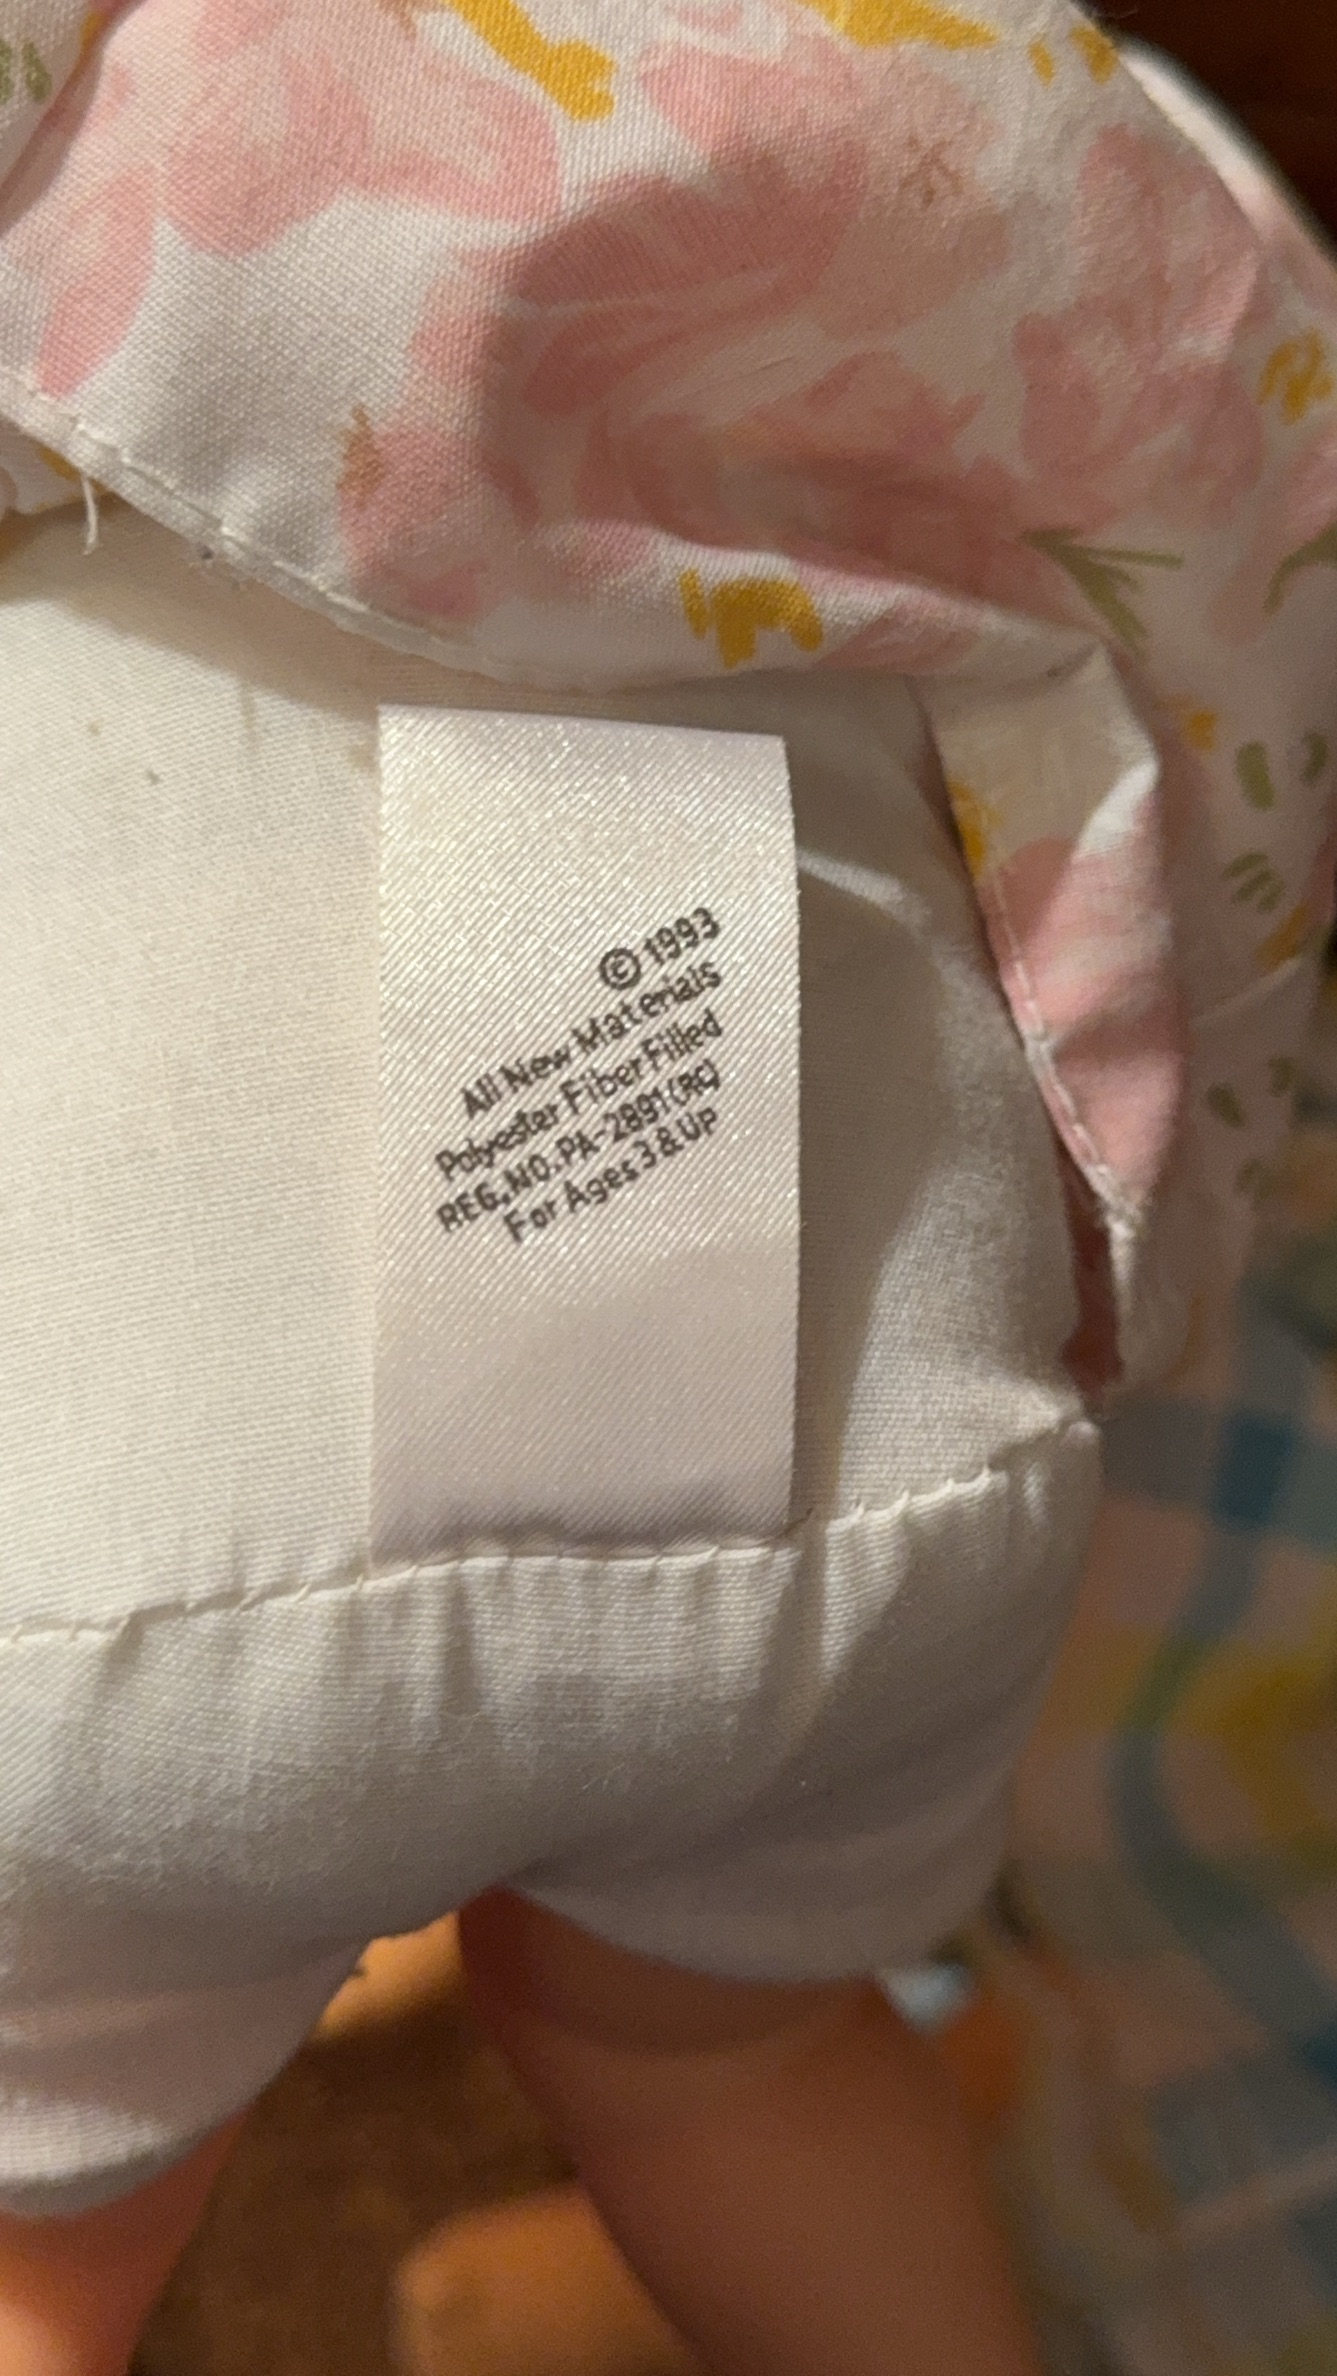 © 1993
All New Materials
Polyester Fiber Filled
REG. NO. PA-2891(RC)
For Ages 3 & Up